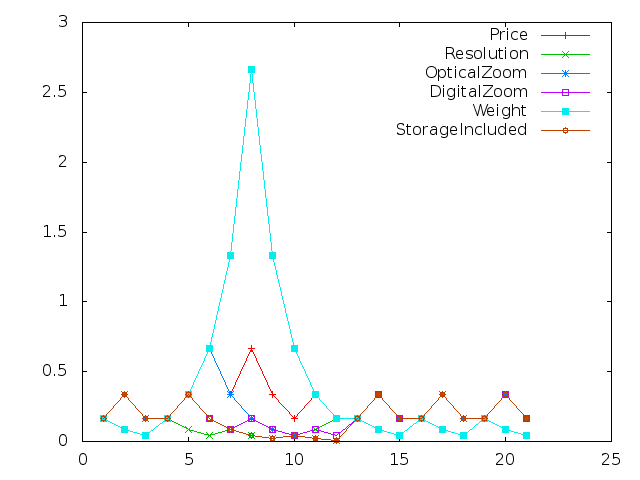 3
2.5
2
1.5
1
0.5
0
0 5 10 15 20 25
Price
Resolution
OpticalZoom
DigitalZoom
Weight
StorageIncluded